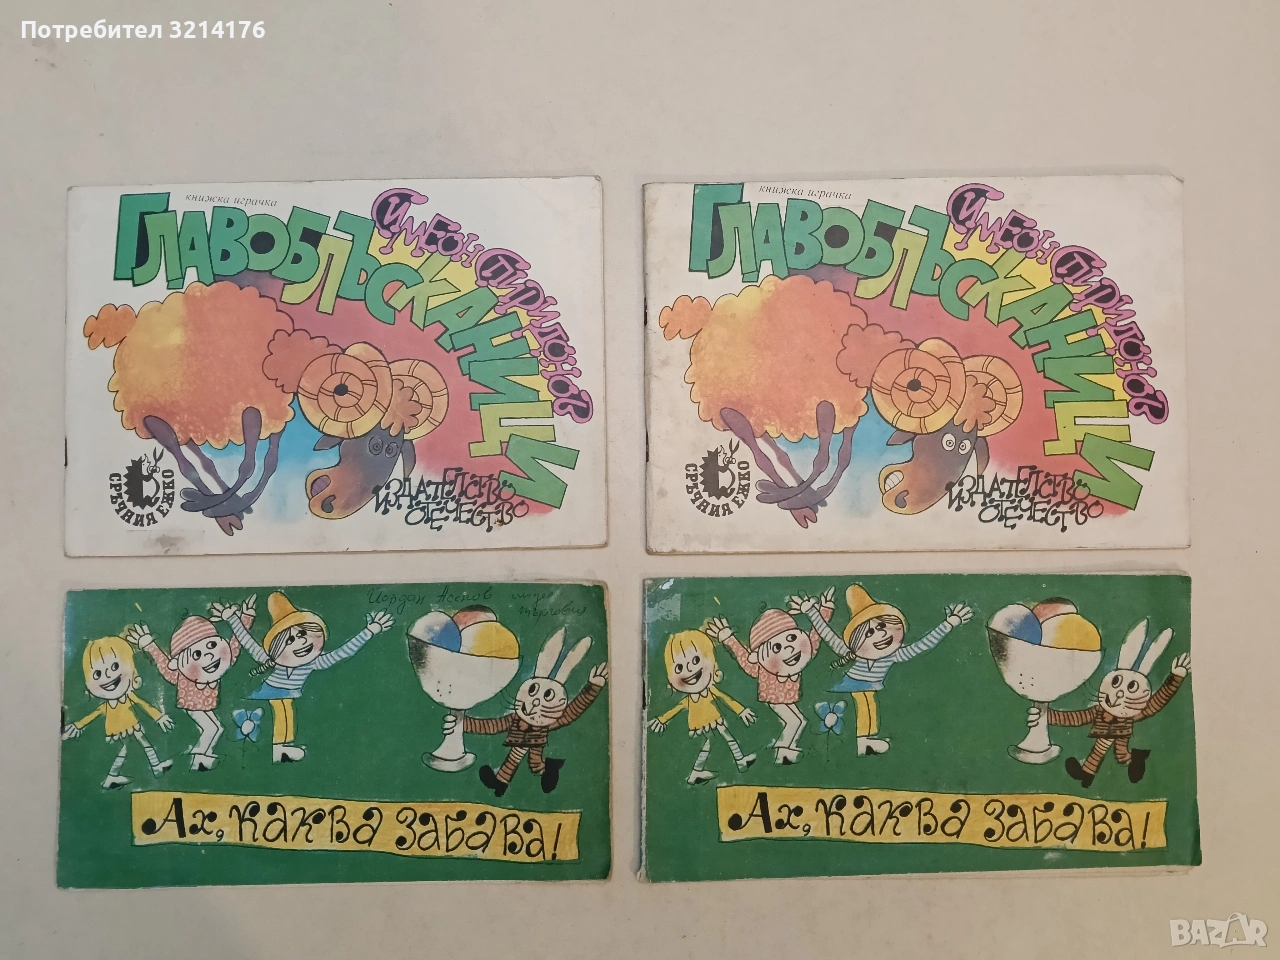 Потребител 3214176
книжка играчка
ГЛАВОБЛЪСКАНИЦИ
СИМЕОН СПИРИДОНОВ
СРЪЧНИЯ ЕЖКО
ИЗДАТЕЛСТВО
ОТЕЧЕСТВО
книжка играчка
ГЛАВОБЛЪСКАНИЦИ
СИМЕОН СПИРИДОНОВ
СРЪЧНИЯ ЕЖКО
ИЗДАТЕЛСТВО
ОТЕЧЕСТВО
Йордан Асенов
Ах, каква забава!
Ах, каква забава!
BAZAR